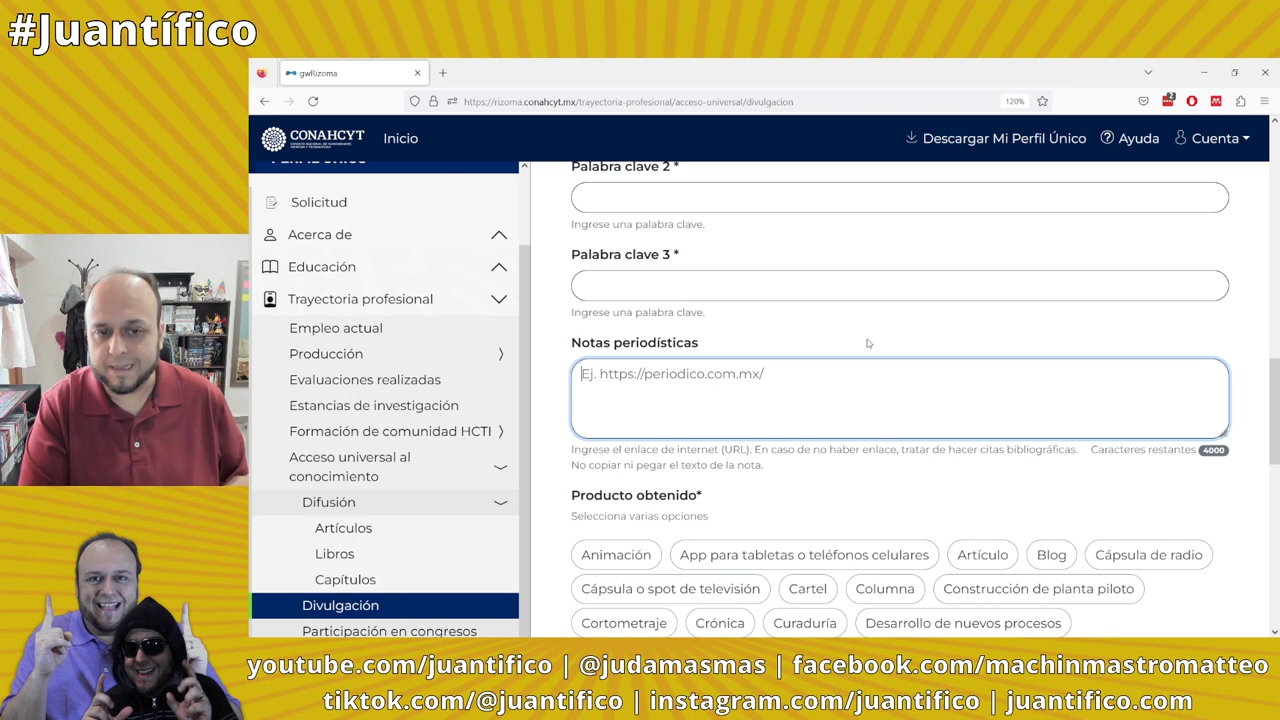 #Juantífico
gwRizoma
https://rizoma.conahcyt.mx/trayectoria-profesional/acceso-universal/divulgacion
120%
2
CONAHCYT
Inicio
Descargar Mi Perfil Único
Ayuda
Cuenta
PERFIL ÚNICO
Solicitud
Acerca de
Educación
Trayectoria profesional
Empleo actual
Producción
Evaluaciones realizadas
Estancias de investigación
Formación de comunidad HCTI
Acceso universal al
conocimiento
Difusión
Artículos
Libros
Capítulos
Divulgación
Participación en congresos
Palabra clave 2 *
Ingrese una palabra clave.
Palabra clave 3 *
Ingrese una palabra clave.
Notas periodísticas
Ej. https://periodico.com.mx/
Ingrese el enlace de internet (URL). En caso de no haber enlace, tratar de hacer citas bibliográficas.
No copiar ni pegar el texto de la nota.
Caracteres restantes 4000
Producto obtenido*
Selecciona varias opciones
Animación
App para tabletas o teléfonos celulares
Artículo
Blog
Cápsula de radio
Cápsula o spot de televisión
Cartel
Columna
Construcción de planta piloto
Cortometraje
Crónica
Curaduría
Desarrollo de nuevos procesos
youtube.com/juantifico | @judamasmas | facebook.com/machinmastromatteo
tiktok.com/@juantifico | instagram.com/juantifico | juantifico.com